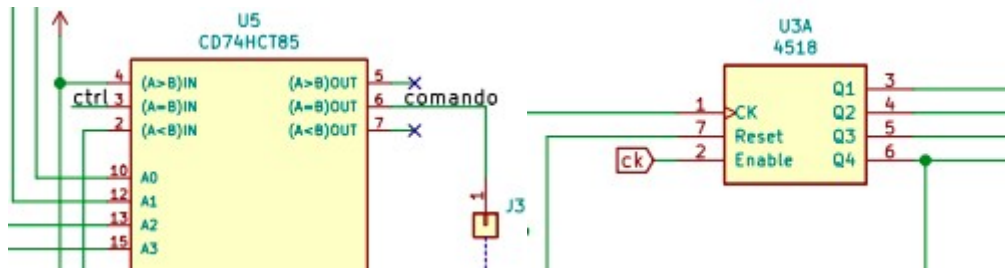 U5
CD74HCT85
4 (A>B)IN (A>B)OUT 5
ctrl 3 (A=B)IN (A=B)OUT 6 comando
2 (A<B)IN (A<B)OUT 7
10 A0
12 A1
13 A2
15 A3
1 J3
U3A
4518
Q1 3
1 CK Q2 4
7 Reset Q3 5
ck 2 Enable Q4 6